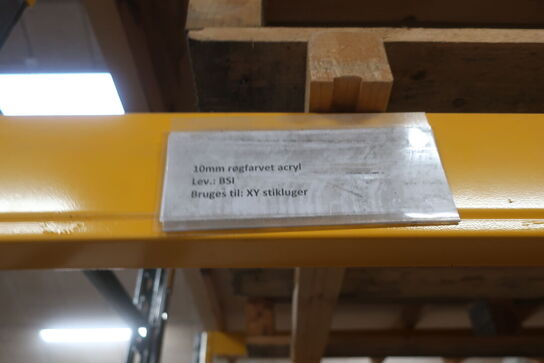 10mm røgfarvet acryl
Lev.: BSI
Bruges til: XY stikluger